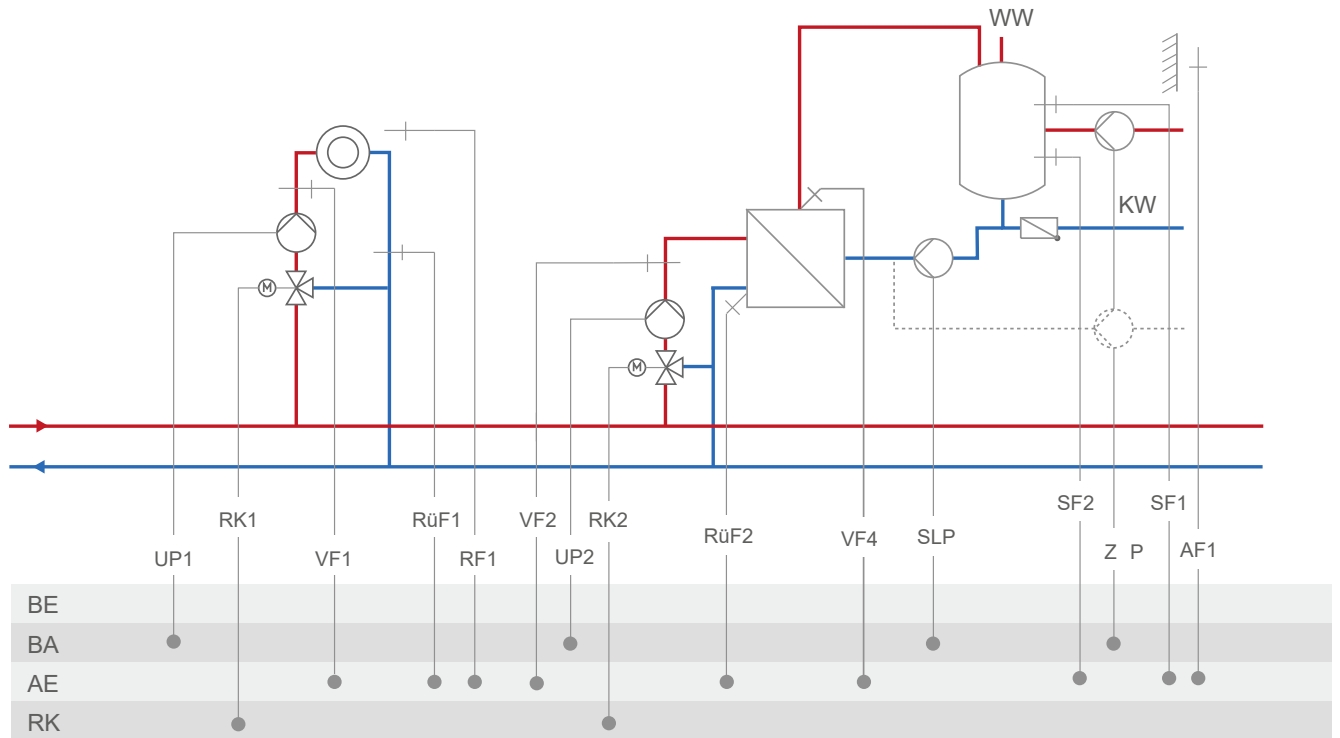 WW
KW
M
M
RK1
RüF1
VF2
RK2
RüF2
VF4
SLP
SF2
SF1
UP1
VF1
RF1
UP2
Z P
AF1
BE
BA
AE
RK